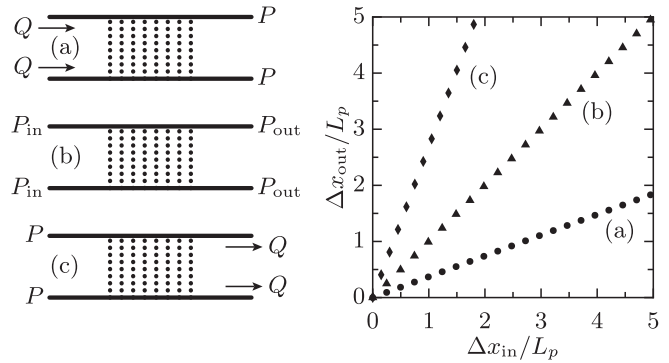 Q (a) P
Q P
P_in P_out
(b)
P_in P_out
P Q
(c)
P Q
Δx_out/L_p
5
4
3
2
1
0
(c)
(b)
(a)
0 1 2 3 4 5
Δx_in/L_p